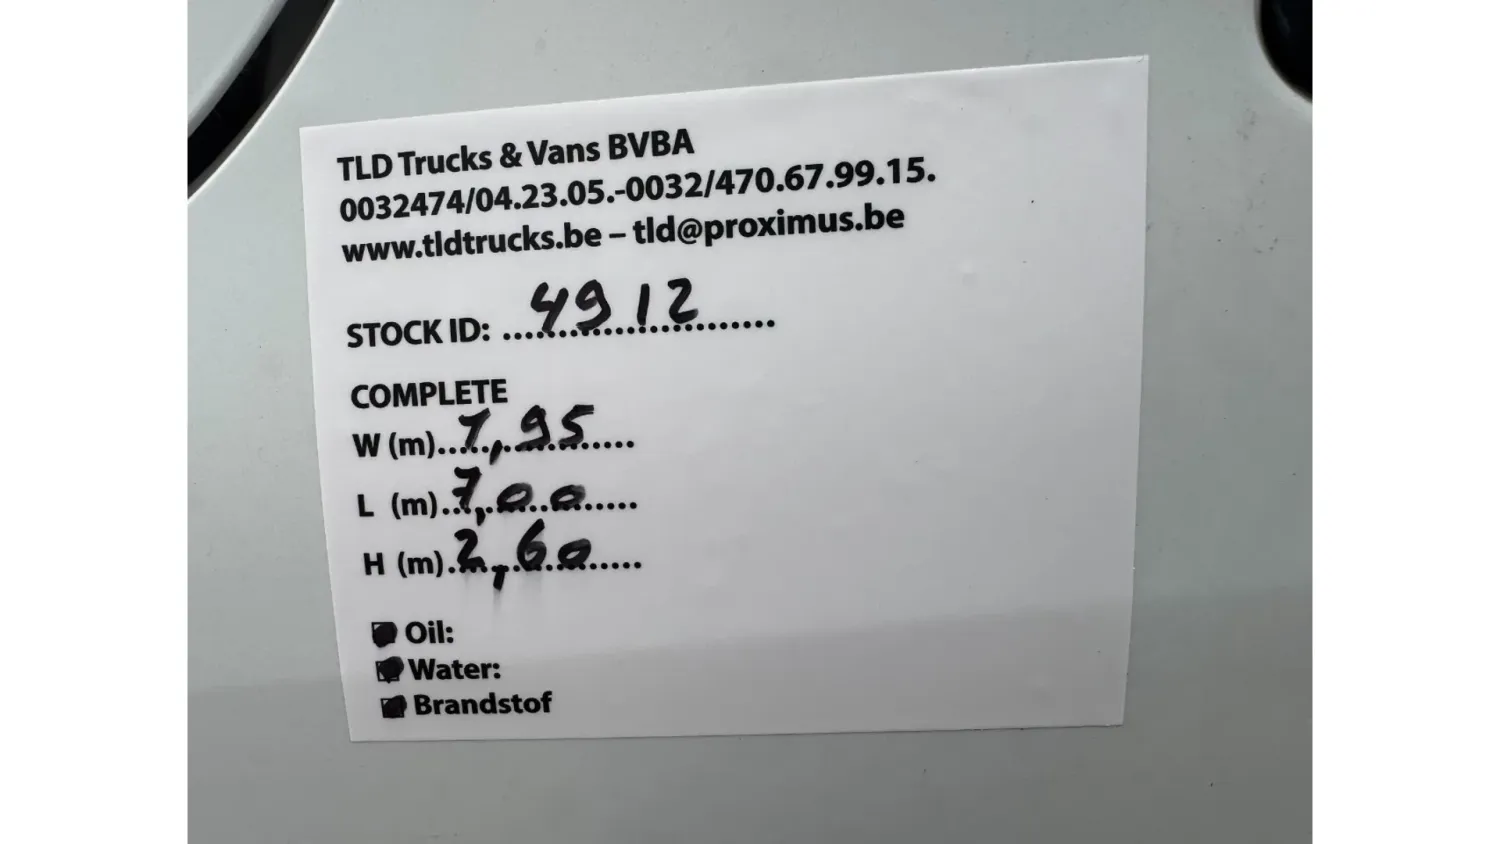 TLD Trucks & Vans BVBA
0032474/04.23.05.-0032/470.67.99.15.
www.tldtrucks.be – tld@proximus.be
STOCK ID: 4912
COMPLETE
W (m) 1,95
L (m) 7,00
H (m) 2,60
Oil:
Water:
Brandstof